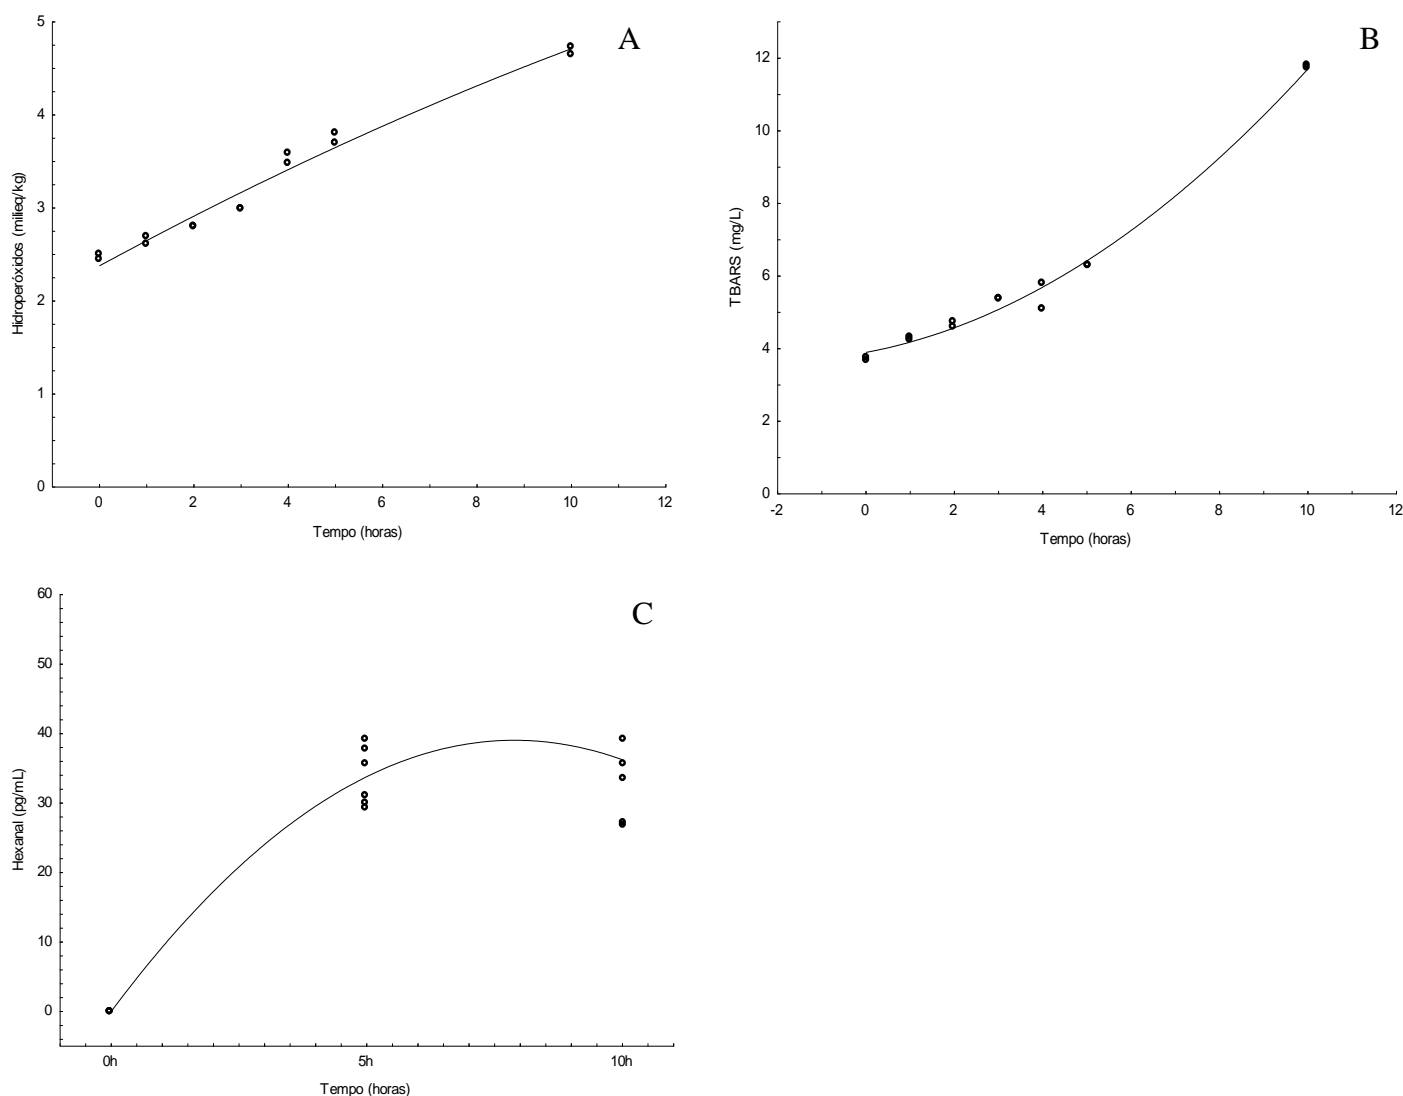 A
Hidroperóxidos (milieq/kg)
5
4
3
2
1
0
0 2 4 6 8 10 12
Tempo (horas)
B
TBARS (mg/L)
12
10
8
6
4
2
0
-2 0 2 4 6 8 10 12
Tempo (horas)
C
Hexanal (pg/mL)
60
50
40
30
20
10
0
0h 5h 10h
Tempo (horas)